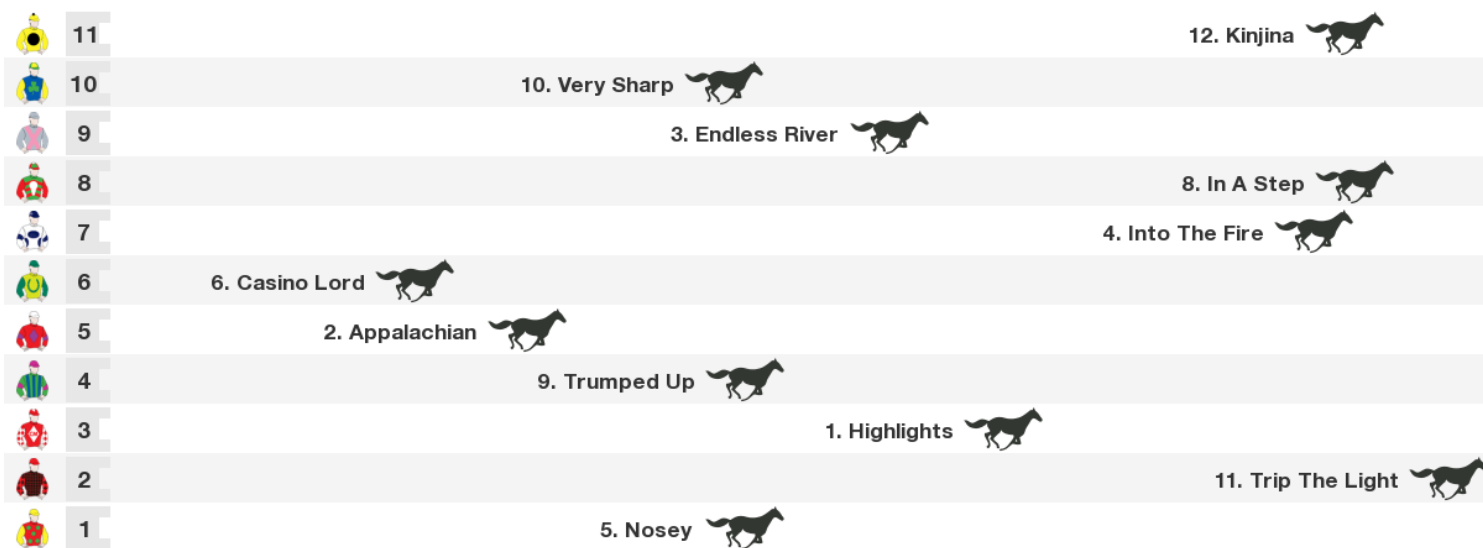 11 12. Kinjina
10 10. Very Sharp
9 3. Endless River
8 8. In A Step
7 4. Into The Fire
6 6. Casino Lord
5 2. Appalachian
4 9. Trumped Up
3 1. Highlights
2 11. Trip The Light
1 5. Nosey